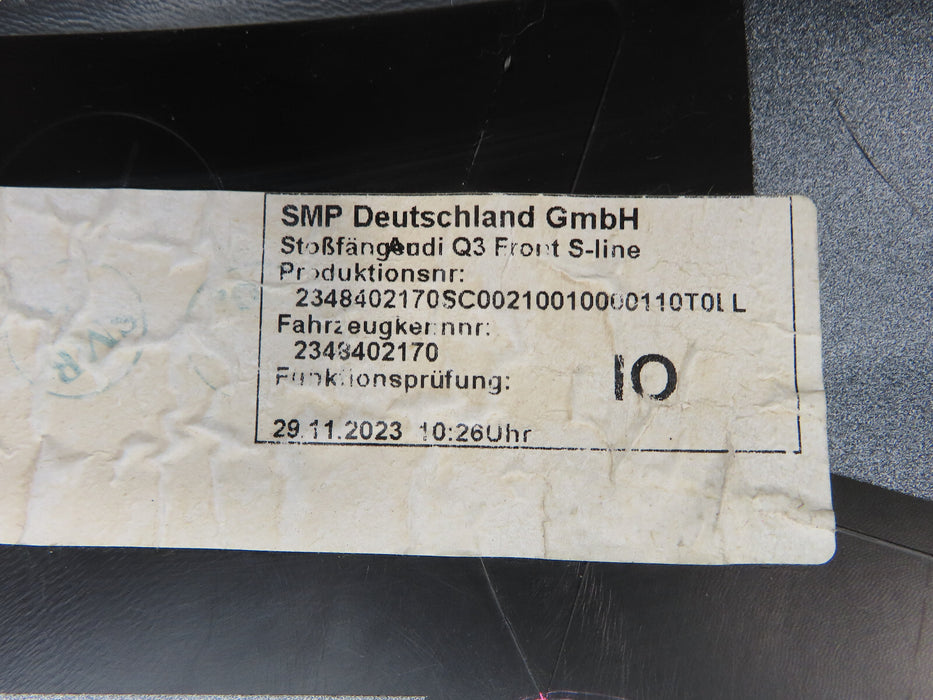 SMP Deutschland GmbH
Stoßfänger Audi Q3 Front S-line
Produktionsnr:
2348402170SC00210010000110T0LL
Fahrzeugkennnr:
2348402170
Funktionsprüfung:
IO
29.11.2023 10:26Uhr